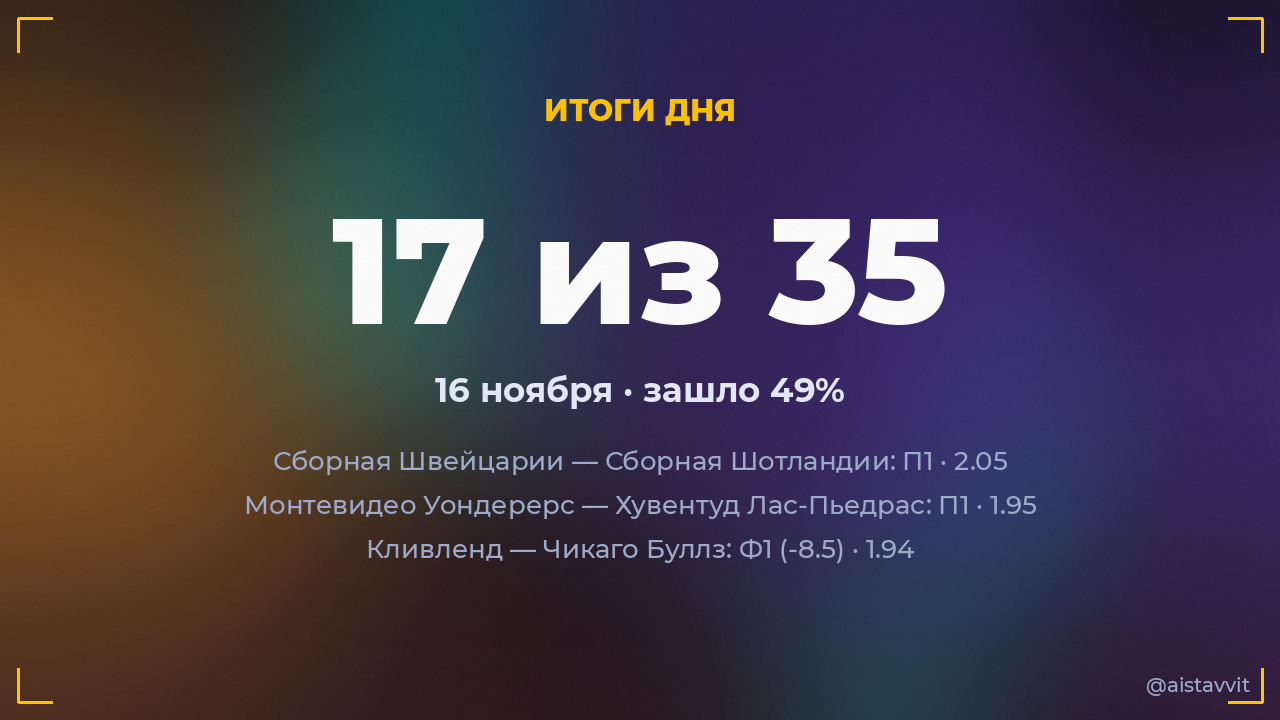 ИТОГИ ДНЯ
17 из 35
16 ноября · зашло 49%
Сборная Швейцарии — Сборная Шотландии: П1 · 2.05
Монтевидео Уондерерс — Хувентуд Лас-Пьедрас: П1 · 1.95
Кливленд — Чикаго Буллз: Ф1 (-8.5) · 1.94
@aistavvit